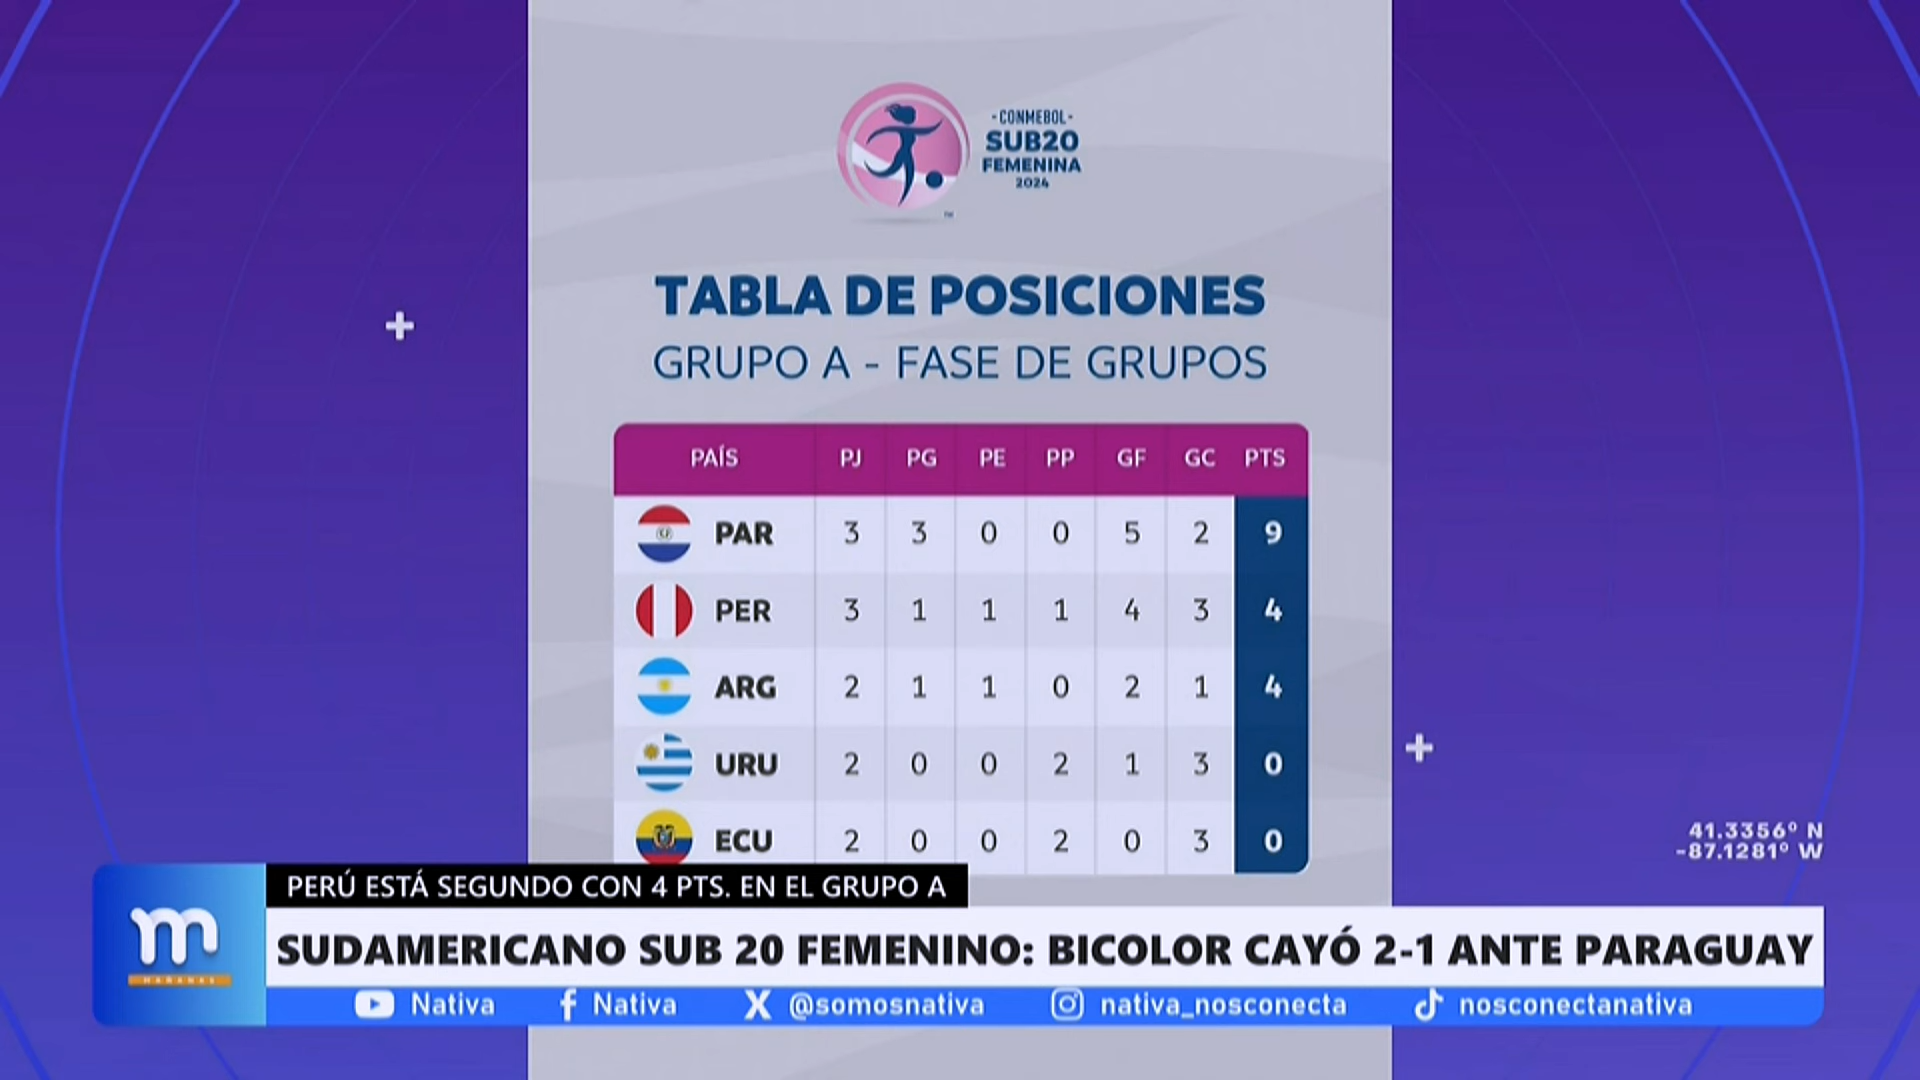 - CONMEBOL -
SUB20
FEMENINA
2024
TM
TABLA DE POSICIONES
GRUPO A - FASE DE GRUPOS
PAÍS PJ PG PE PP GF GC PTS
PAR 3 3 0 0 5 2 9
PER 3 1 1 1 4 3 4
ARG 2 1 1 0 2 1 4
URU 2 0 0 2 1 3 0
ECU 2 0 0 2 0 3 0
41.3356º N
-87.1281º W
PERÚ ESTÁ SEGUNDO CON 4 PTS. EN EL GRUPO A
m
SUDAMERICANO SUB 20 FEMENINO: BICOLOR CAYÓ 2-1 ANTE PARAGUAY
Nativa Nativa @somosnativa nativa_nosconecta nosconectanativa